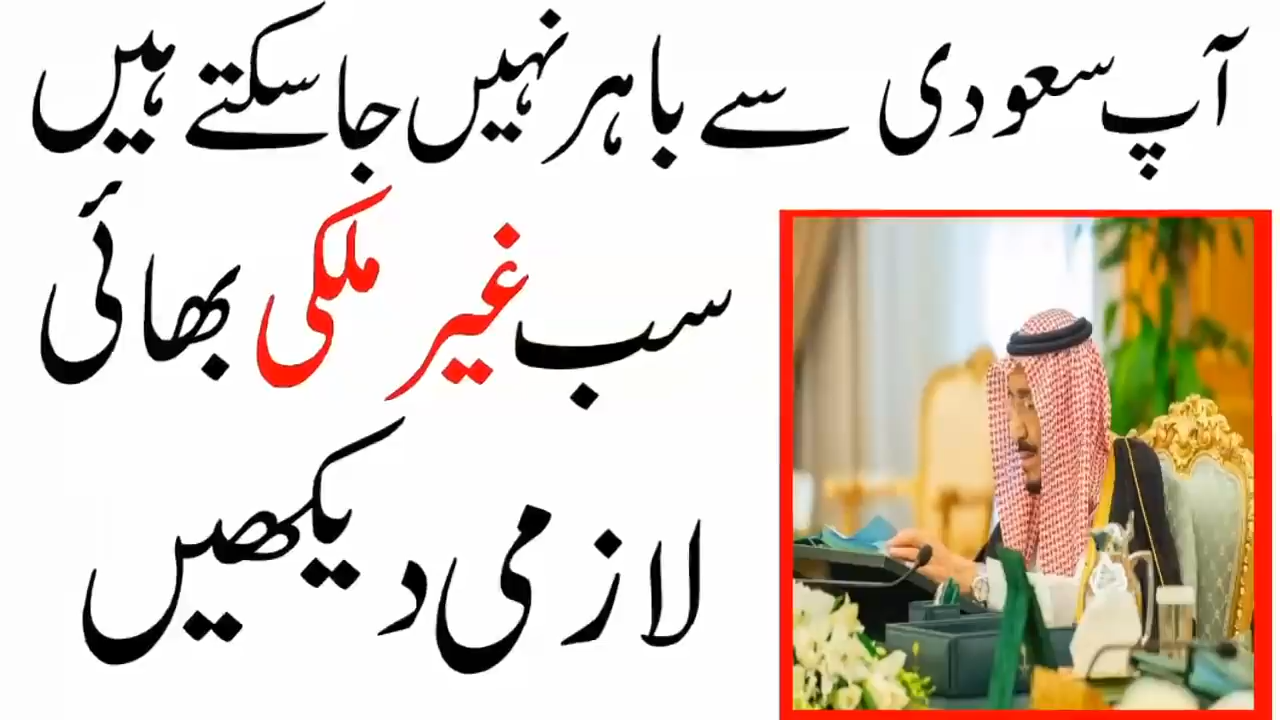 آپ سعودی سے باہر نہیں جا سکتے ہیں
سب غیر ملکی بھائی
لازمی دیکھیں